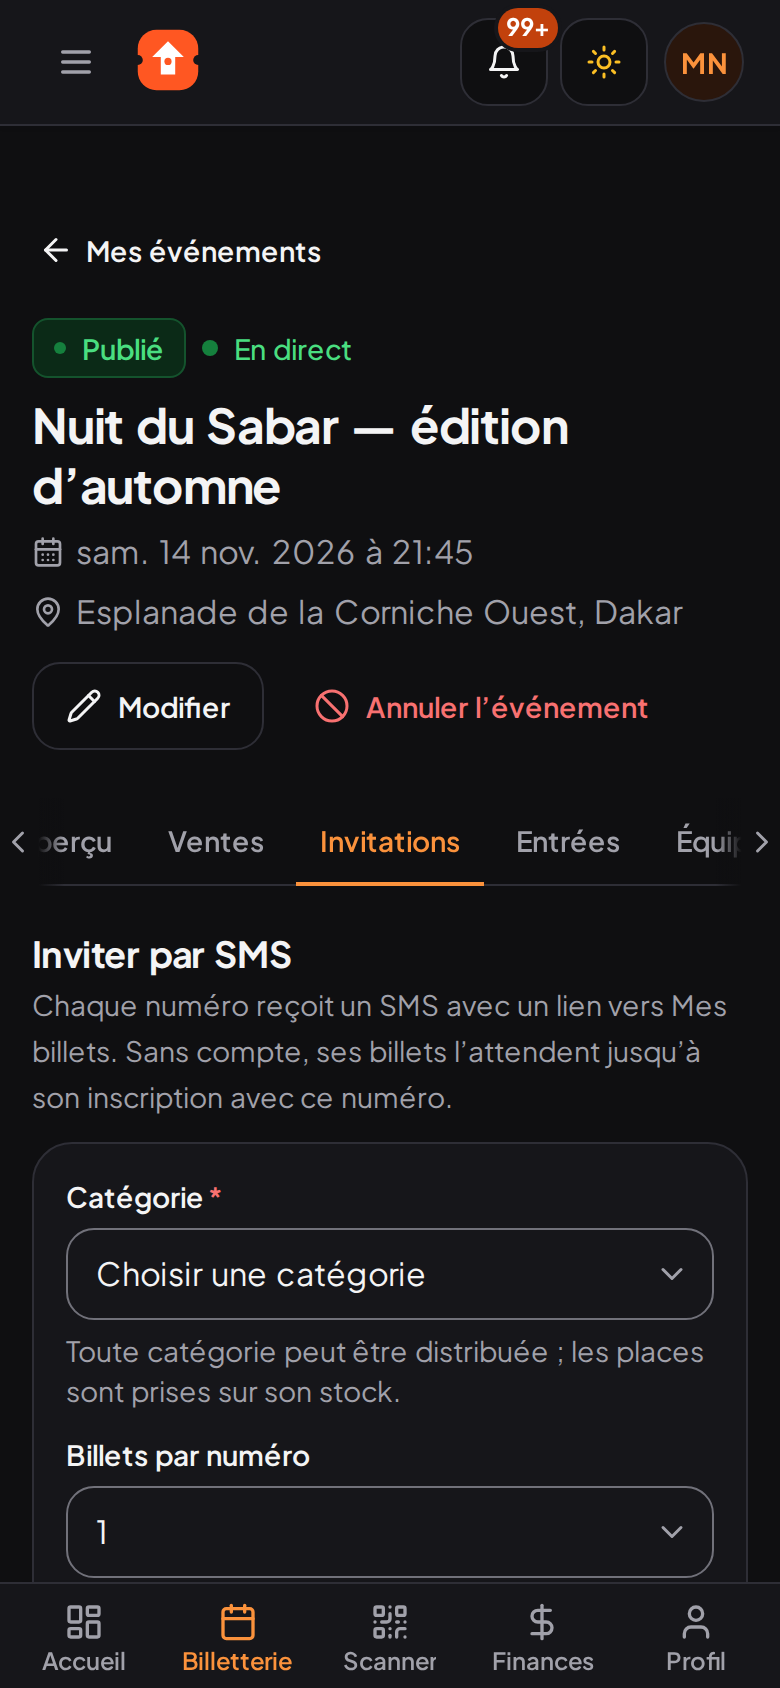 99+
MN
Mes événements
Publié
En direct
Nuit du Sabar — édition
d’automne
sam. 14 nov. 2026 à 21:45
Esplanade de la Corniche Ouest, Dakar
Modifier
Annuler l’événement
perçu
Ventes
Invitations
Entrées
Équip
Inviter par SMS
Chaque numéro reçoit un SMS avec un lien vers Mes
billets. Sans compte, ses billets l’attendent jusqu’à
son inscription avec ce numéro.
Catégorie *
Choisir une catégorie
Toute catégorie peut être distribuée ; les places
sont prises sur son stock.
Billets par numéro
1
Accueil
Billetterie
Scanner
Finances
Profil